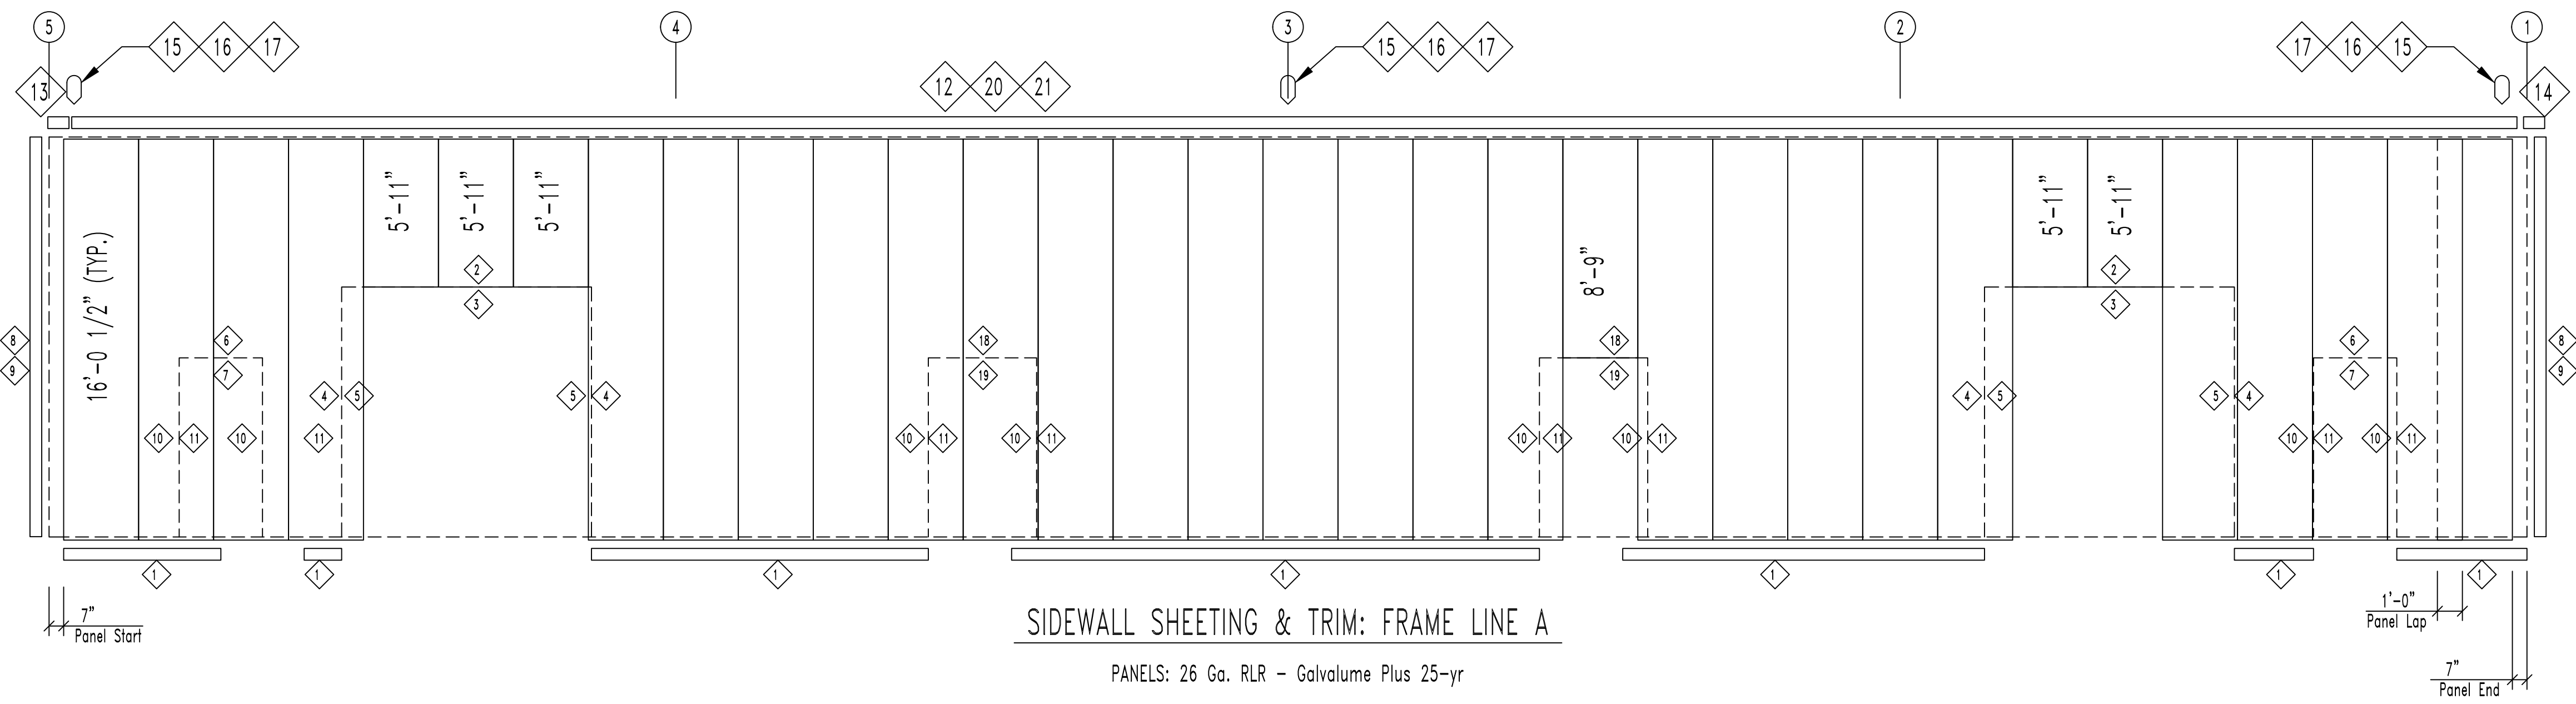 5 4 3 2 1
15 16 17
15 16 17
17 16 15
13
12 20 21
14
5'-11" 5'-11" 5'-11"
5'-11" 5'-11"
16'-0 1/2" (TYP.)
8'-9"
2
3
2
3
8
9
6
7
18
19
18
19
6
7
8
9
4 5
5 4
4 5
5 4
10 11 10 11
10 11 10 11
10 11 10 11
10 11 10 11
1 1 1 1 1 1 1
7"
Panel Start
1'-0"
Panel Lap
SIDEWALL SHEETING & TRIM: FRAME LINE A
PANELS: 26 Ga. RLR - Galvalume Plus 25-yr
7"
Panel End